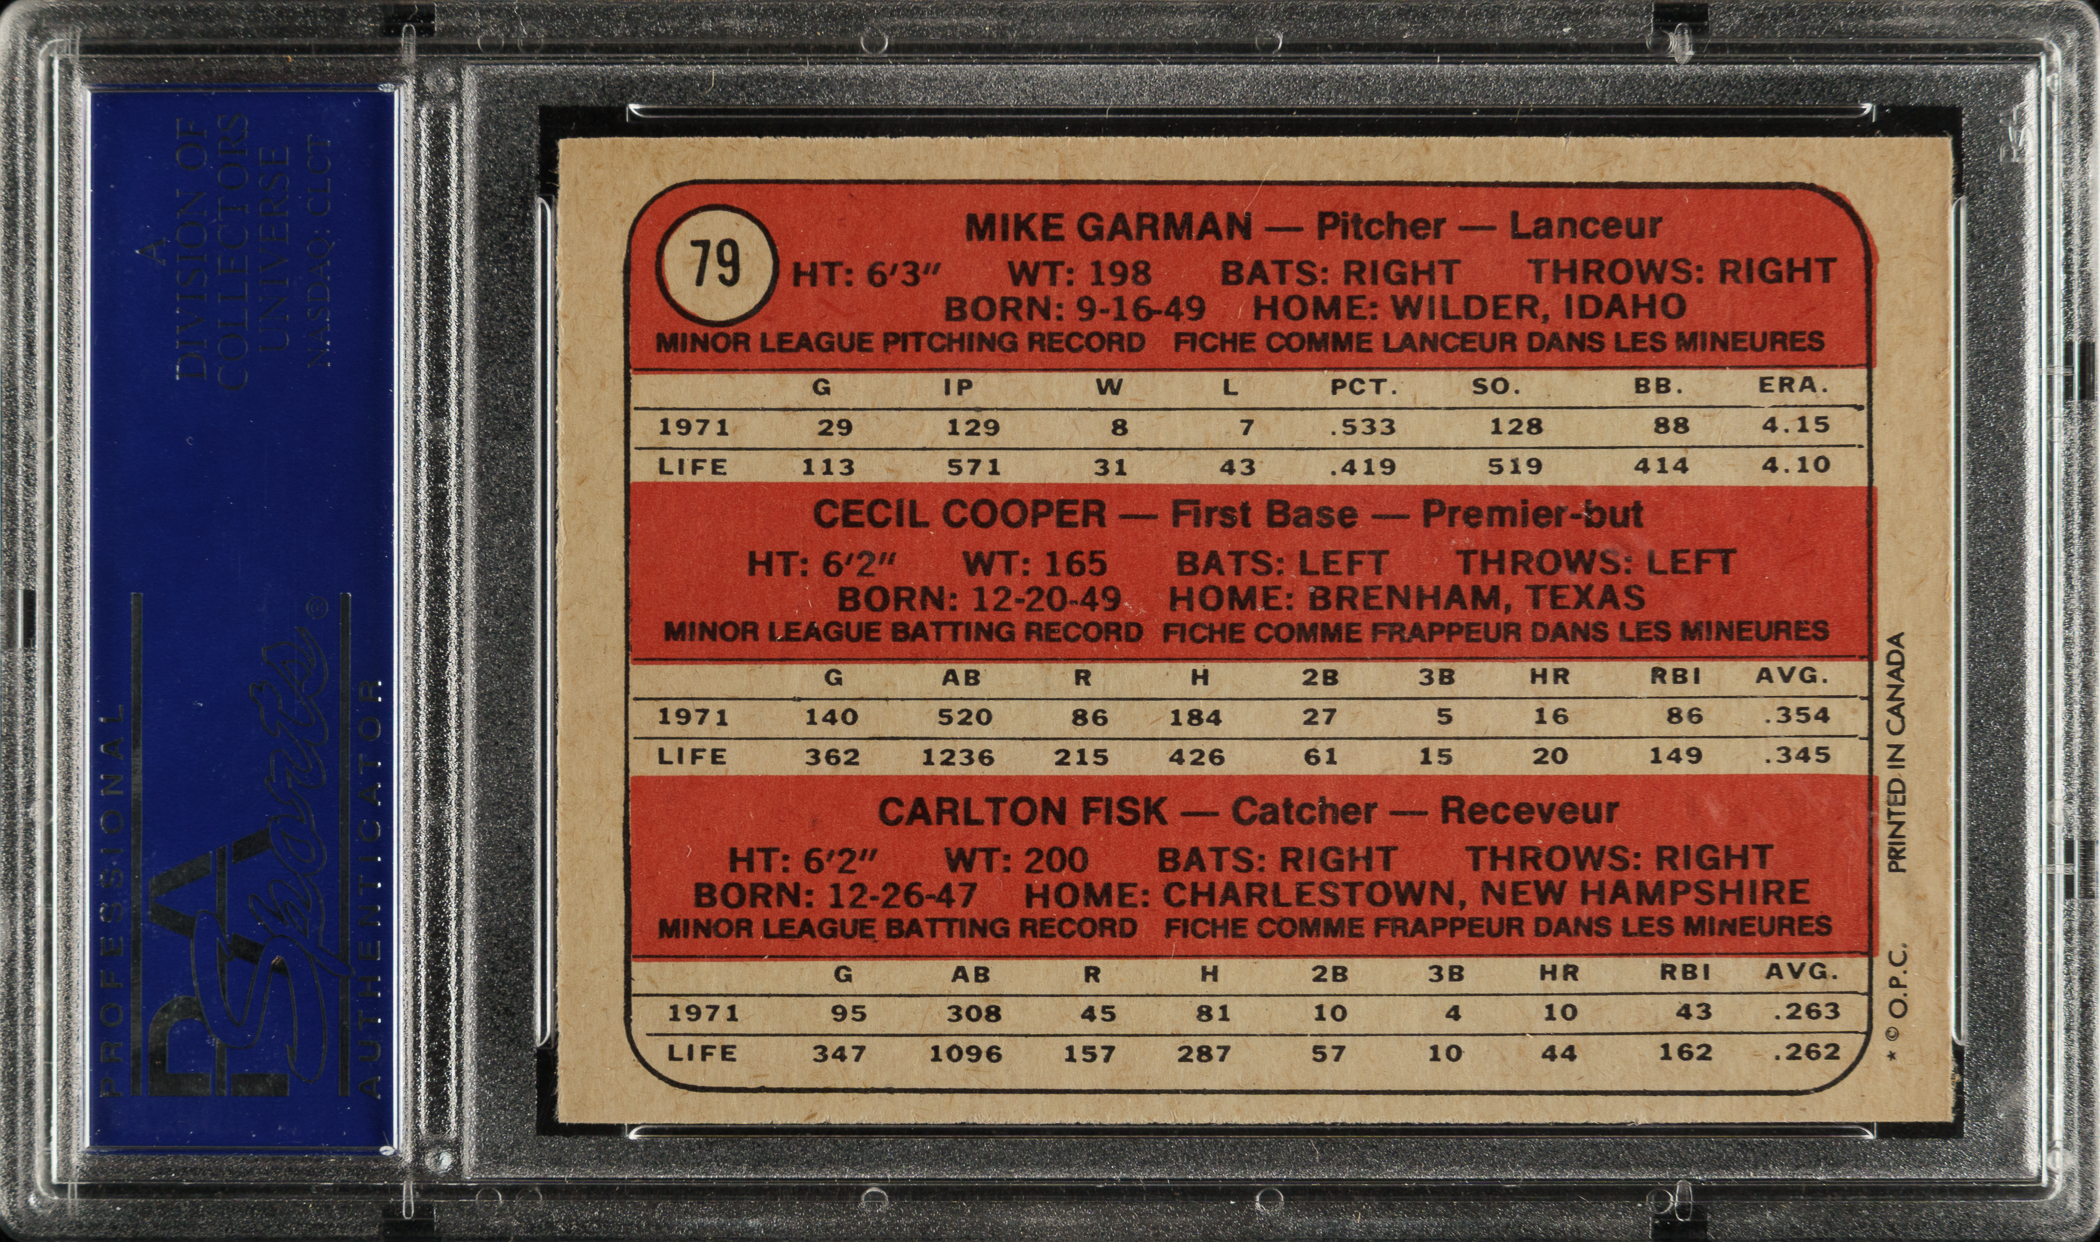 A
DIVISION OF
COLLECTORS
UNIVERSE
NASDAQ: CLCT
PROFESSIONAL
PSA
Sports®
AUTHENTICATOR
79
MIKE GARMAN — Pitcher — Lanceur
HT: 6'3" WT: 198 BATS: RIGHT THROWS: RIGHT
BORN: 9-16-49 HOME: WILDER, IDAHO
MINOR LEAGUE PITCHING RECORD FICHE COMME LANCEUR DANS LES MINEURES
G IP W L PCT. SO. BB. ERA.
1971 29 129 8 7 .533 128 88 4.15
LIFE 113 571 31 43 .419 519 414 4.10
CECIL COOPER — First Base — Premier-but
HT: 6'2" WT: 165 BATS: LEFT THROWS: LEFT
BORN: 12-20-49 HOME: BRENHAM, TEXAS
MINOR LEAGUE BATTING RECORD FICHE COMME FRAPPEUR DANS LES MINEURES
G AB R H 2B 3B HR RBI AVG.
1971 140 520 86 184 27 5 16 86 .354
LIFE 362 1236 215 426 61 15 20 149 .345
CARLTON FISK — Catcher — Receveur
HT: 6'2" WT: 200 BATS: RIGHT THROWS: RIGHT
BORN: 12-26-47 HOME: CHARLESTOWN, NEW HAMPSHIRE
MINOR LEAGUE BATTING RECORD FICHE COMME FRAPPEUR DANS LES MINEURES
G AB R H 2B 3B HR RBI AVG.
1971 95 308 45 81 10 4 10 43 .263
LIFE 347 1096 157 287 57 10 44 162 .262
* © O.P.C. PRINTED IN CANADA